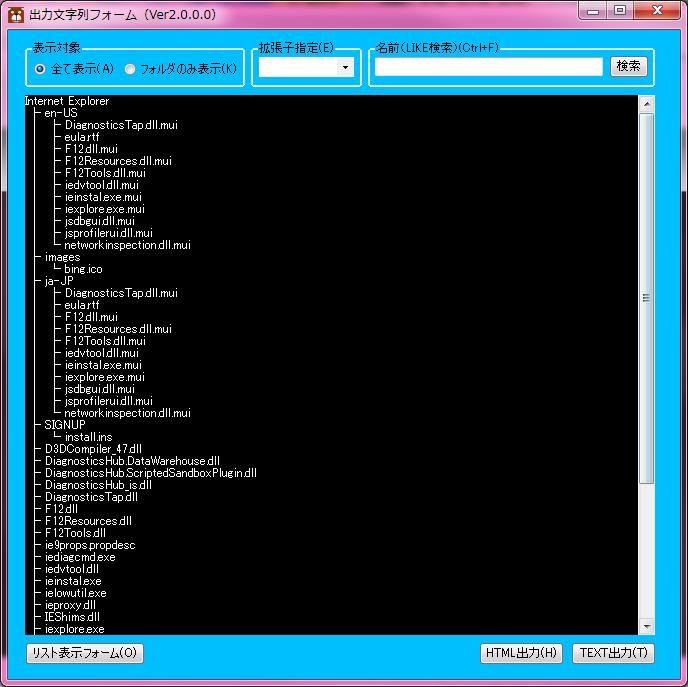 出力文字列フォーム（Ver2.0.0.0）
表示対象
全て表示(A) フォルダのみ表示(K)
拡張子指定(E)
名前(LIKE検索)(Ctrl+F)
検索
Internet Explorer
├ en-US
│ ├ DiagnosticsTap.dll.mui
│ ├ eula.rtf
│ ├ F12.dll.mui
│ ├ F12Resources.dll.mui
│ ├ F12Tools.dll.mui
│ ├ iedvtool.dll.mui
│ ├ ieinstal.exe.mui
│ ├ iexplore.exe.mui
│ ├ jsdbgui.dll.mui
│ ├ jsprofilerui.dll.mui
│ └ networkinspection.dll.mui
├ images
│ └ bing.ico
├ ja-JP
│ ├ DiagnosticsTap.dll.mui
│ ├ eula.rtf
│ ├ F12.dll.mui
│ ├ F12Resources.dll.mui
│ ├ F12Tools.dll.mui
│ ├ iedvtool.dll.mui
│ ├ ieinstal.exe.mui
│ ├ iexplore.exe.mui
│ ├ jsdbgui.dll.mui
│ ├ jsprofilerui.dll.mui
│ └ networkinspection.dll.mui
├ SIGNUP
│ └ install.ins
├ D3DCompiler_47.dll
├ DiagnosticsHub.DataWarehouse.dll
├ DiagnosticsHub.ScriptedSandboxPlugin.dll
├ DiagnosticsHub_is.dll
├ DiagnosticsTap.dll
├ F12.dll
├ F12Resources.dll
├ F12Tools.dll
├ ie9props.propdesc
├ iediagcmd.exe
├ iedvtool.dll
├ ieinstal.exe
├ ielowutil.exe
├ ieproxy.dll
├ IEShims.dll
├ iexplore.exe
リスト表示フォーム(O) HTML出力(H) TEXT出力(T)